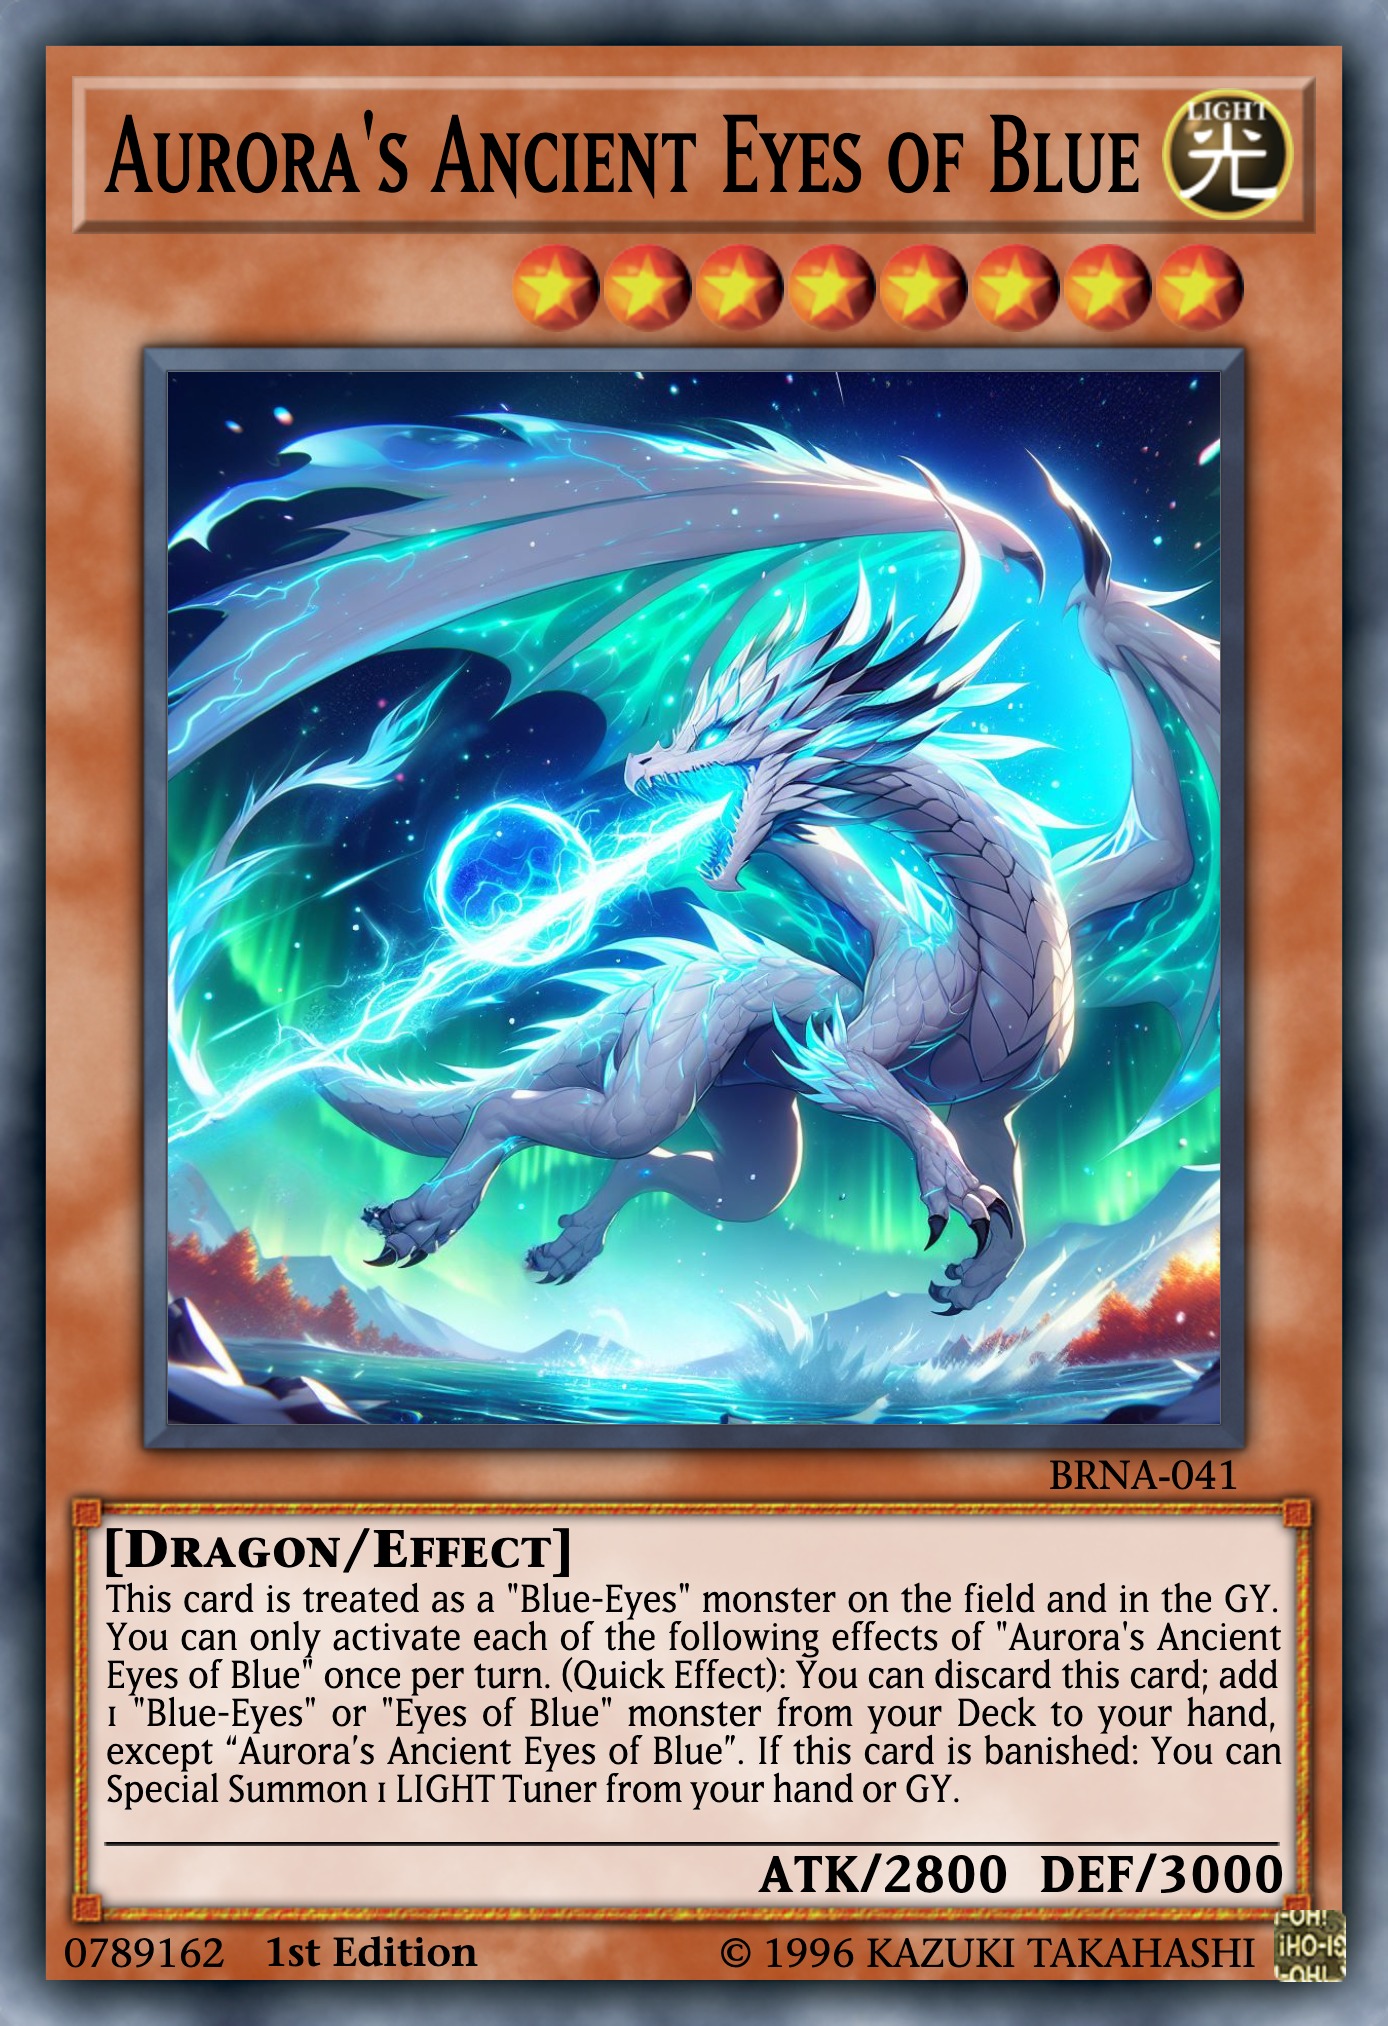 Aurora's Ancient Eyes of Blue
LIGHT
光
BRNA-041
[Dragon/Effect]
This card is treated as a "Blue-Eyes" monster on the field and in the GY.
You can only activate each of the following effects of "Aurora's Ancient
Eyes of Blue" once per turn. (Quick Effect): You can discard this card; add
1 "Blue-Eyes" or "Eyes of Blue" monster from your Deck to your hand,
except “Aurora's Ancient Eyes of Blue". If this card is banished: You can
Special Summon 1 LIGHT Tuner from your hand or GY.
ATK/2800 DEF/3000
0789162 1st Edition © 1996 KAZUKI TAKAHASHI